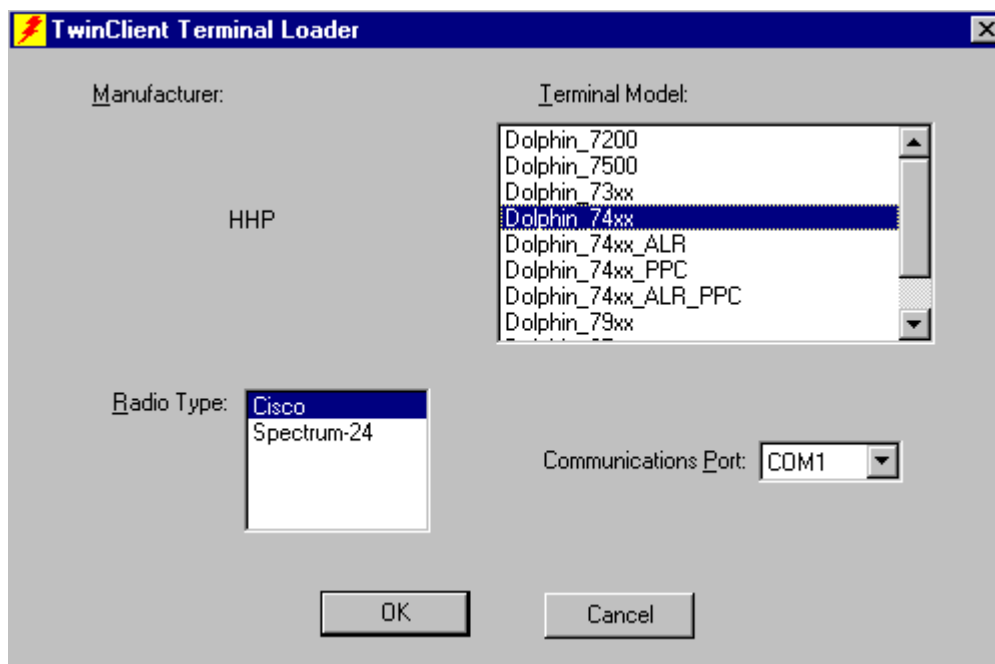 TwinClient Terminal Loader
Manufacturer:
Terminal Model:
HHP
Dolphin_7200
Dolphin_7500
Dolphin_73xx
Dolphin_74xx
Dolphin_74xx_ALR
Dolphin_74xx_PPC
Dolphin_74xx_ALR_PPC
Dolphin_79xx
Radio Type:
Cisco
Spectrum-24
Communications Port:
COM1
OK
Cancel